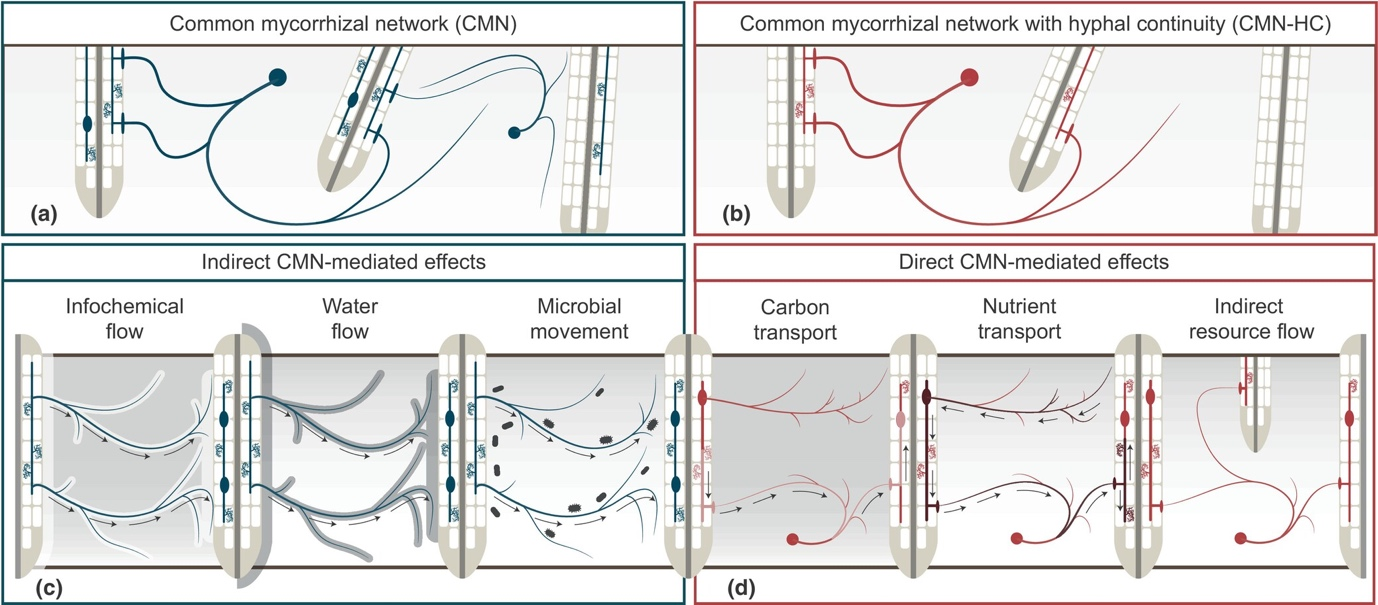 Common mycorrhizal network (CMN)
Common mycorrhizal network with hyphal continuity (CMN-HC)
(a)
(b)
Indirect CMN-mediated effects
Direct CMN-mediated effects
Infochemical
flow
Water
flow
Microbial
movement
Carbon
transport
Nutrient
transport
Indirect
resource flow
(c)
(d)